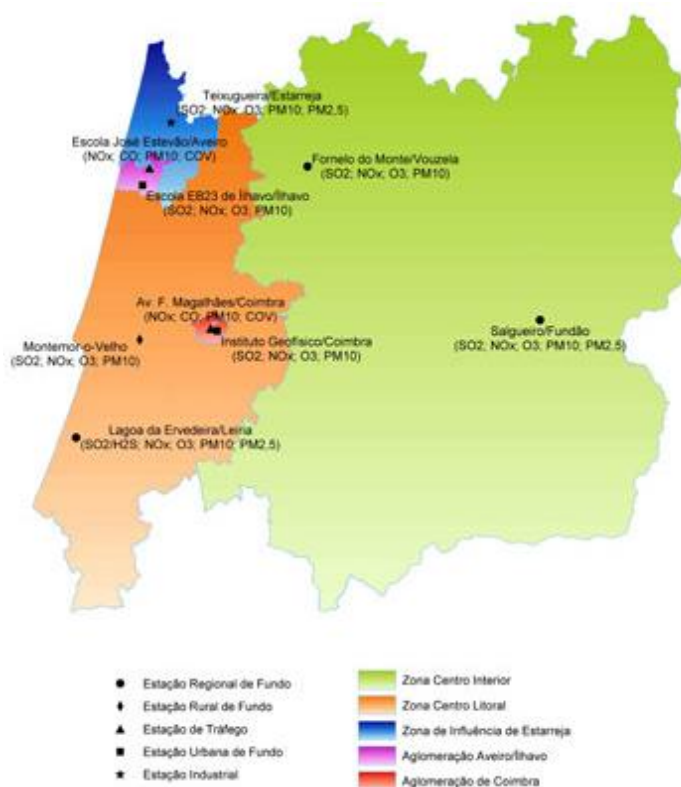 Teixugueira/Estarreja
(SO2; NOx; O3; PM10; PM2,5)
Escola José Estevão/Aveiro
(NOx; CO; PM10; COV)
Fornelo do Monte/Vouzela
(SO2; NOx; O3; PM10)
Escola EB23 de Ílhavo/Ílhavo
(SO2; NOx; O3; PM10)
Av. F. Magalhães/Coimbra
(NOx; CO; PM10; COV)
Instituto Geofísico/Coimbra
(SO2; NOx; O3; PM10)
Montemor-o-Velho
(SO2; NOx; O3; PM10)
Salgueiro/Fundão
(SO2; NOx; O3; PM10; PM2,5)
Lagoa da Ervedeira/Leiria
(SO2/H2S; NOx; O3; PM10; PM2,5)
Estação Regional de Fundo
Estação Rural de Fundo
Estação de Tráfego
Estação Urbana de Fundo
Estação Industrial
Zona Centro Interior
Zona Centro Litoral
Zona de Influência de Estarreja
Aglomeração Aveiro/Ílhavo
Aglomeração de Coimbra